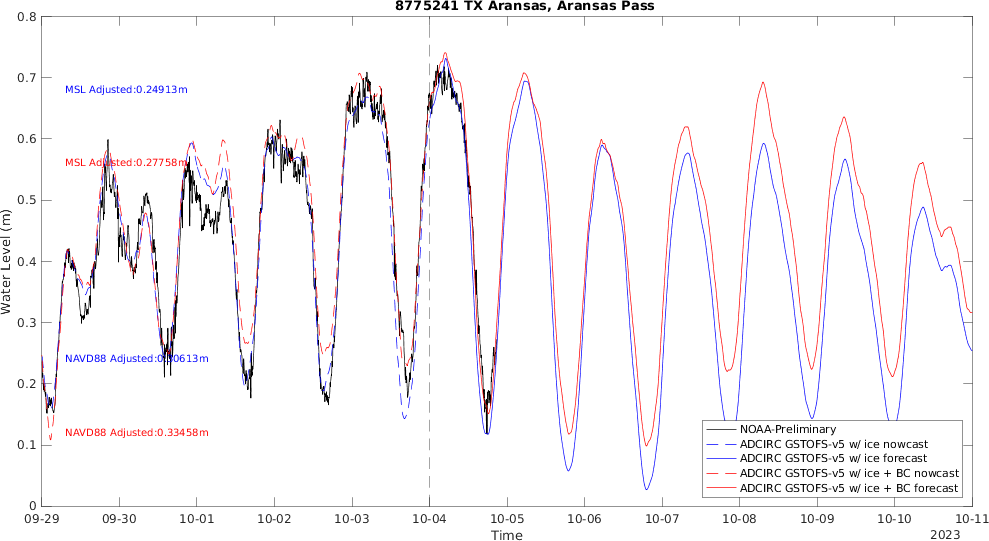 8775241 TX Aransas, Aransas Pass
0.8
0.7
0.6
0.5
0.4
0.3
0.2
0.1
0
Water Level (m)
MSL Adjusted:0.24913m
MSL Adjusted:0.27758m
NAVD88 Adjusted:0.30613m
NAVD88 Adjusted:0.33458m
NOAA-Preliminary
ADCIRC GSTOFS-v5 w/ ice nowcast
ADCIRC GSTOFS-v5 w/ ice forecast
ADCIRC GSTOFS-v5 w/ ice + BC nowcast
ADCIRC GSTOFS-v5 w/ ice + BC forecast
09-29 09-30 10-01 10-02 10-03 10-04 10-05 10-06 10-07 10-08 10-09 10-10 10-11
Time
2023